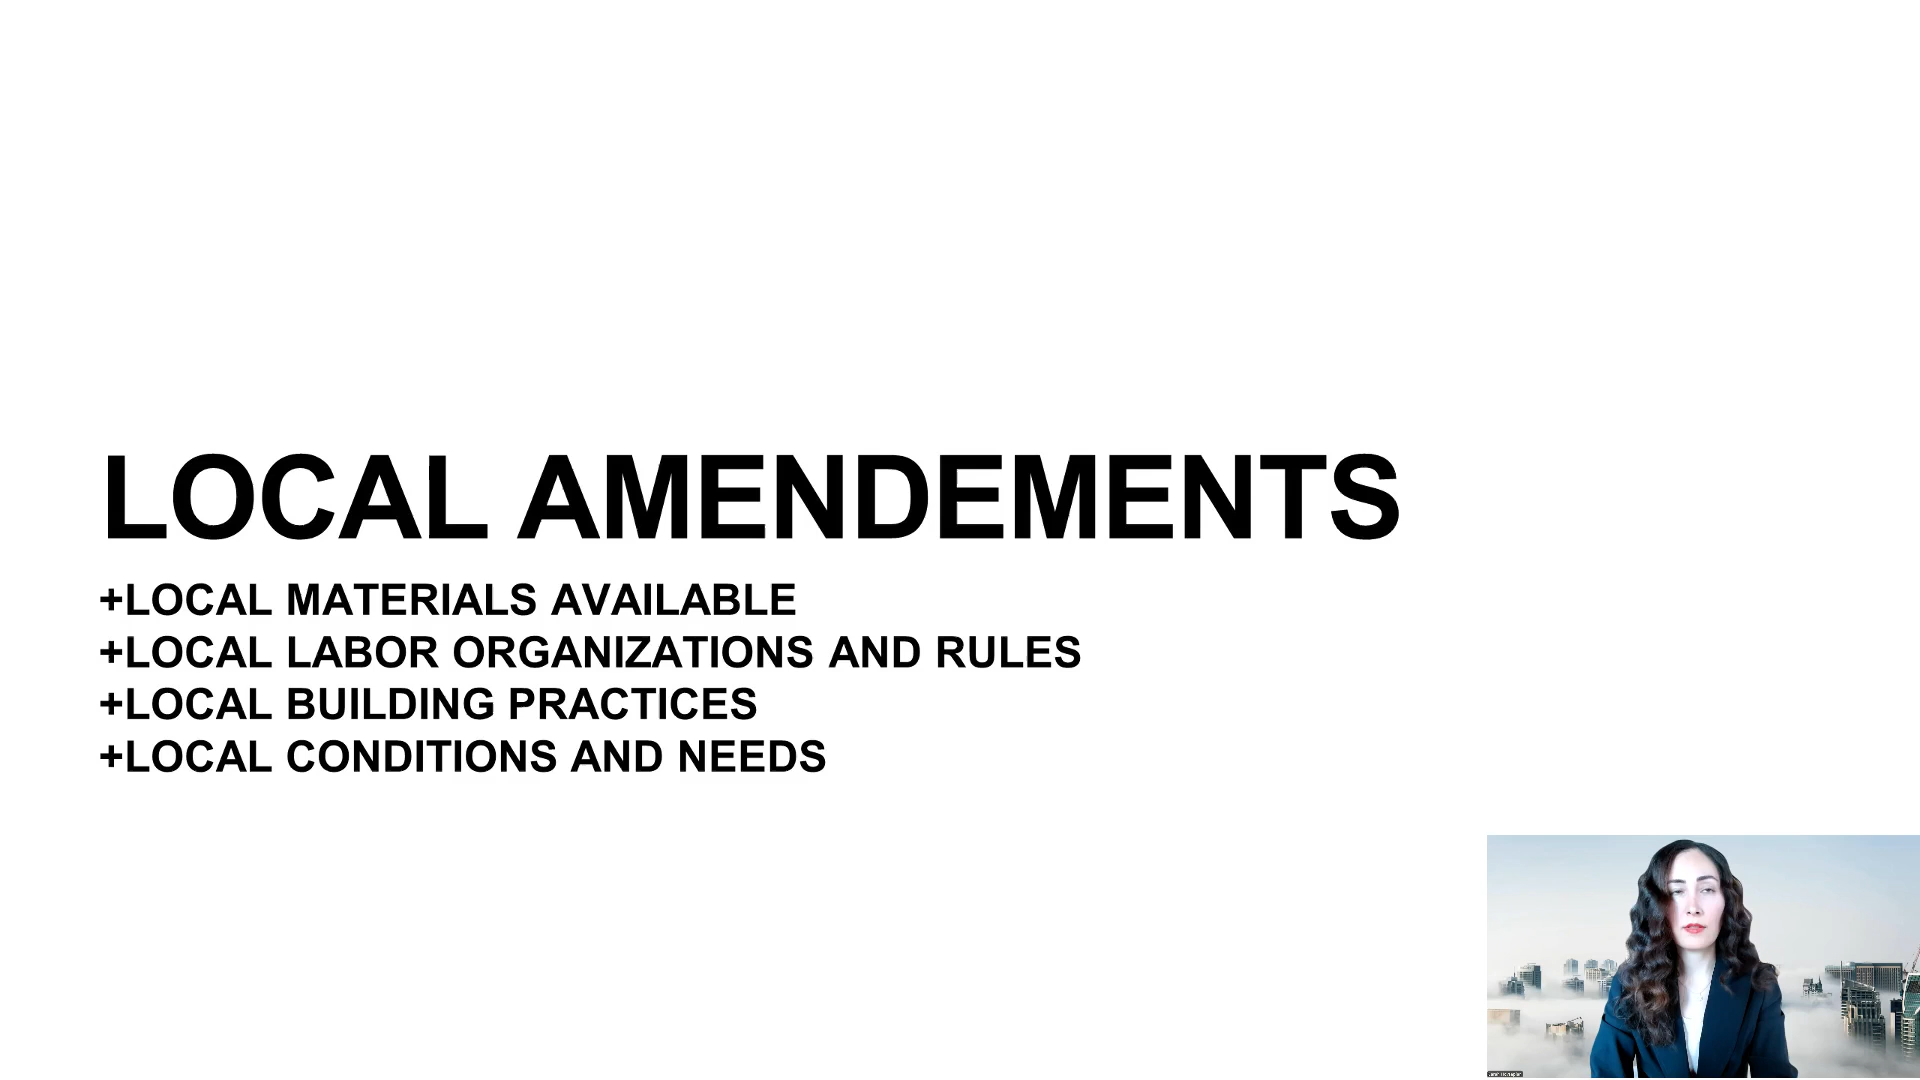 LOCAL AMENDEMENTS
+LOCAL MATERIALS AVAILABLE
+LOCAL LABOR ORGANIZATIONS AND RULES
+LOCAL BUILDING PRACTICES
+LOCAL CONDITIONS AND NEEDS